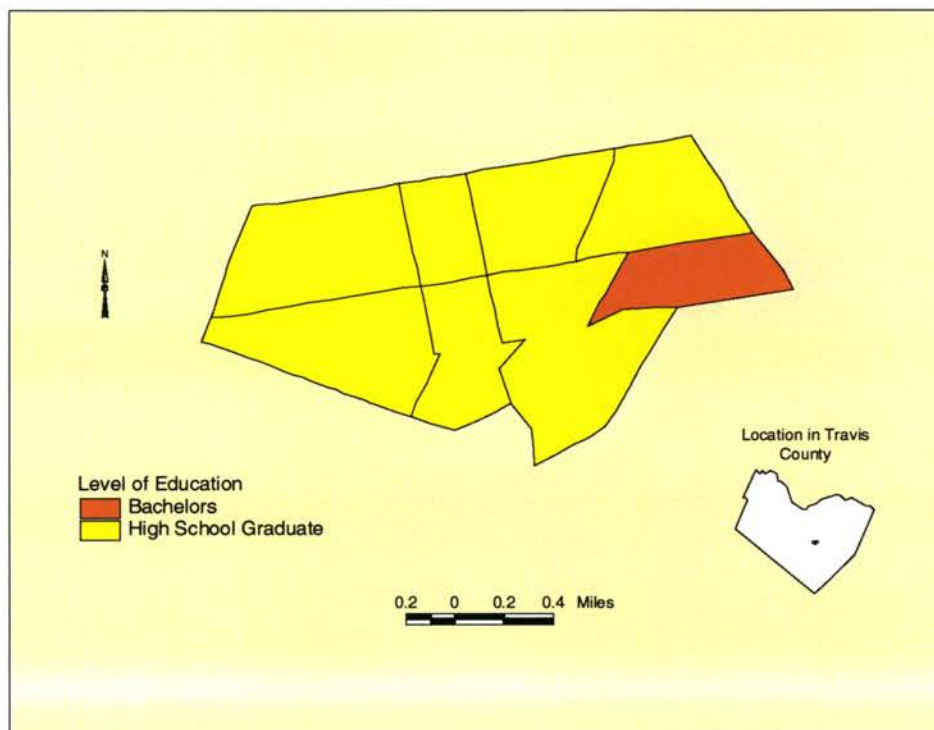 N
Location in Travis
County
Level of Education
Bachelors
High School Graduate
0.2 0 0.2 0.4 Miles